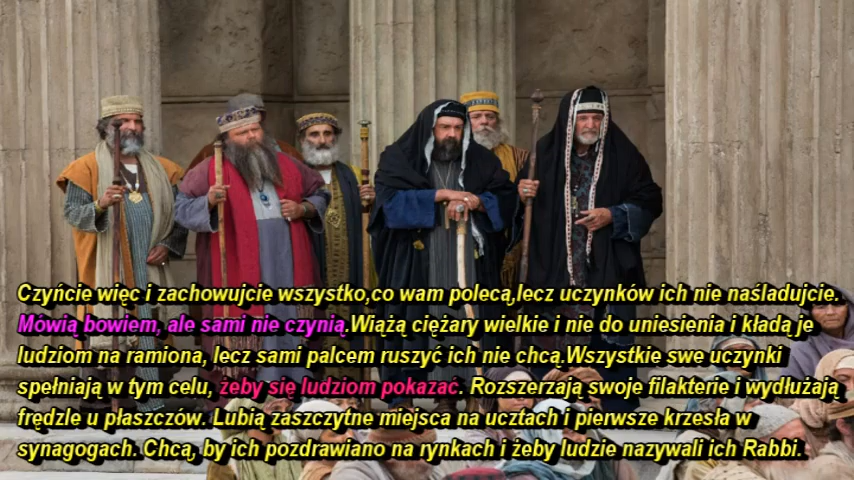 Czyńcie więc i zachowujcie wszystko,co wam polecą,lecz uczynków ich nie naśladujcie.
Mówią bowiem, ale sami nie czynią.Wiążą ciężary wielkie i nie do uniesienia i kładą je
ludziom na ramiona, lecz sami palcem ruszyć ich nie chcą.Wszystkie swe uczynki
spełniają w tym celu, żeby się ludziom pokazać. Rozszerzają swoje filakterie i wydłużają
frędzle u płaszczów. Lubią zaszczytne miejsca na ucztach i pierwsze krzesła w
synagogach. Chcą, by ich pozdrawiano na rynkach i żeby ludzie nazywali ich Rabbi.